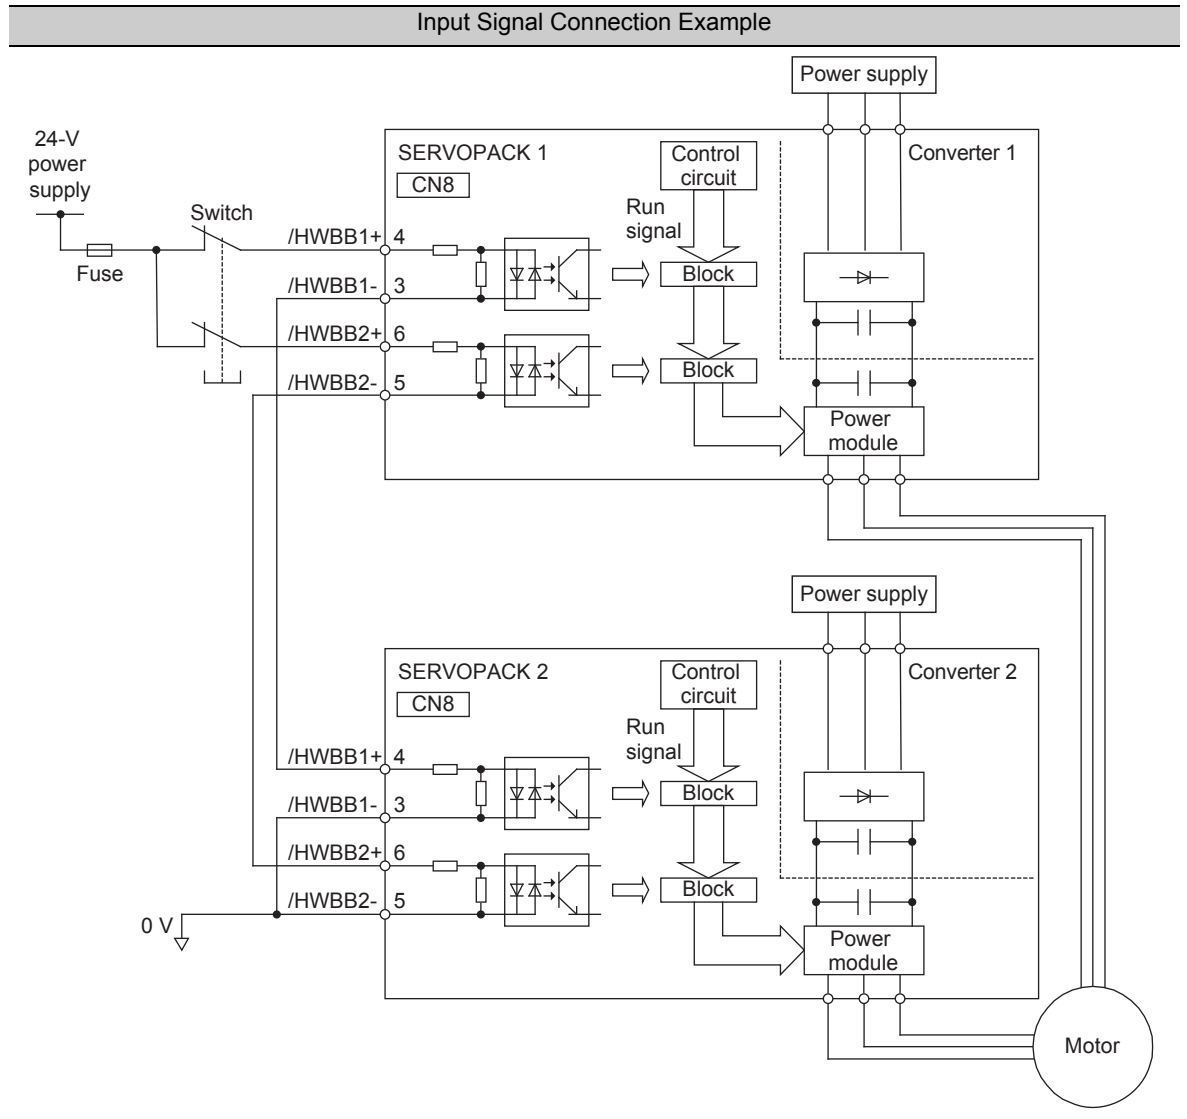 Input Signal Connection Example
Power supply
24-V
power
supply
Fuse
Switch
SERVOPACK 1
CN8
Control
circuit
Converter 1
Run
signal
/HWBB1+ 4
/HWBB1- 3
Block
/HWBB2+ 6
/HWBB2- 5
Block
Power
module
Power supply
SERVOPACK 2
CN8
Control
circuit
Converter 2
Run
signal
/HWBB1+ 4
/HWBB1- 3
Block
/HWBB2+ 6
/HWBB2- 5
Block
0 V
Power
module
Motor